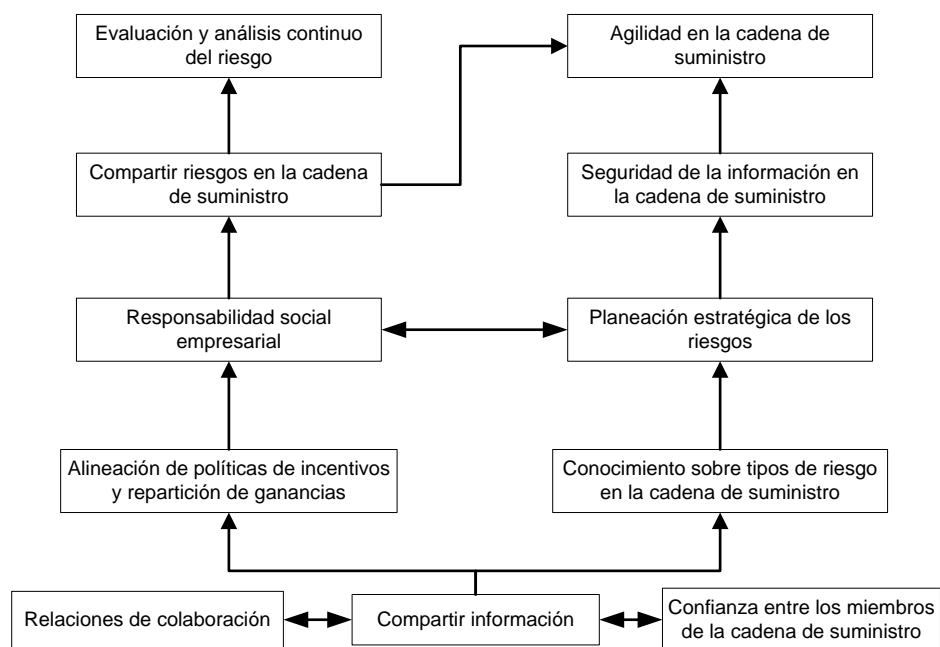 Evaluación y análisis continuo
del riesgo
Agilidad en la cadena de
suministro
Compartir riesgos en la cadena
de suministro
Seguridad de la información en
la cadena de suministro
Responsabilidad social
empresarial
Planeación estratégica de los
riesgos
Alineación de políticas de incentivos
y repartición de ganancias
Conocimiento sobre tipos de riesgo
en la cadena de suministro
Relaciones de colaboración
Compartir información
Confianza entre los miembros
de la cadena de suministro